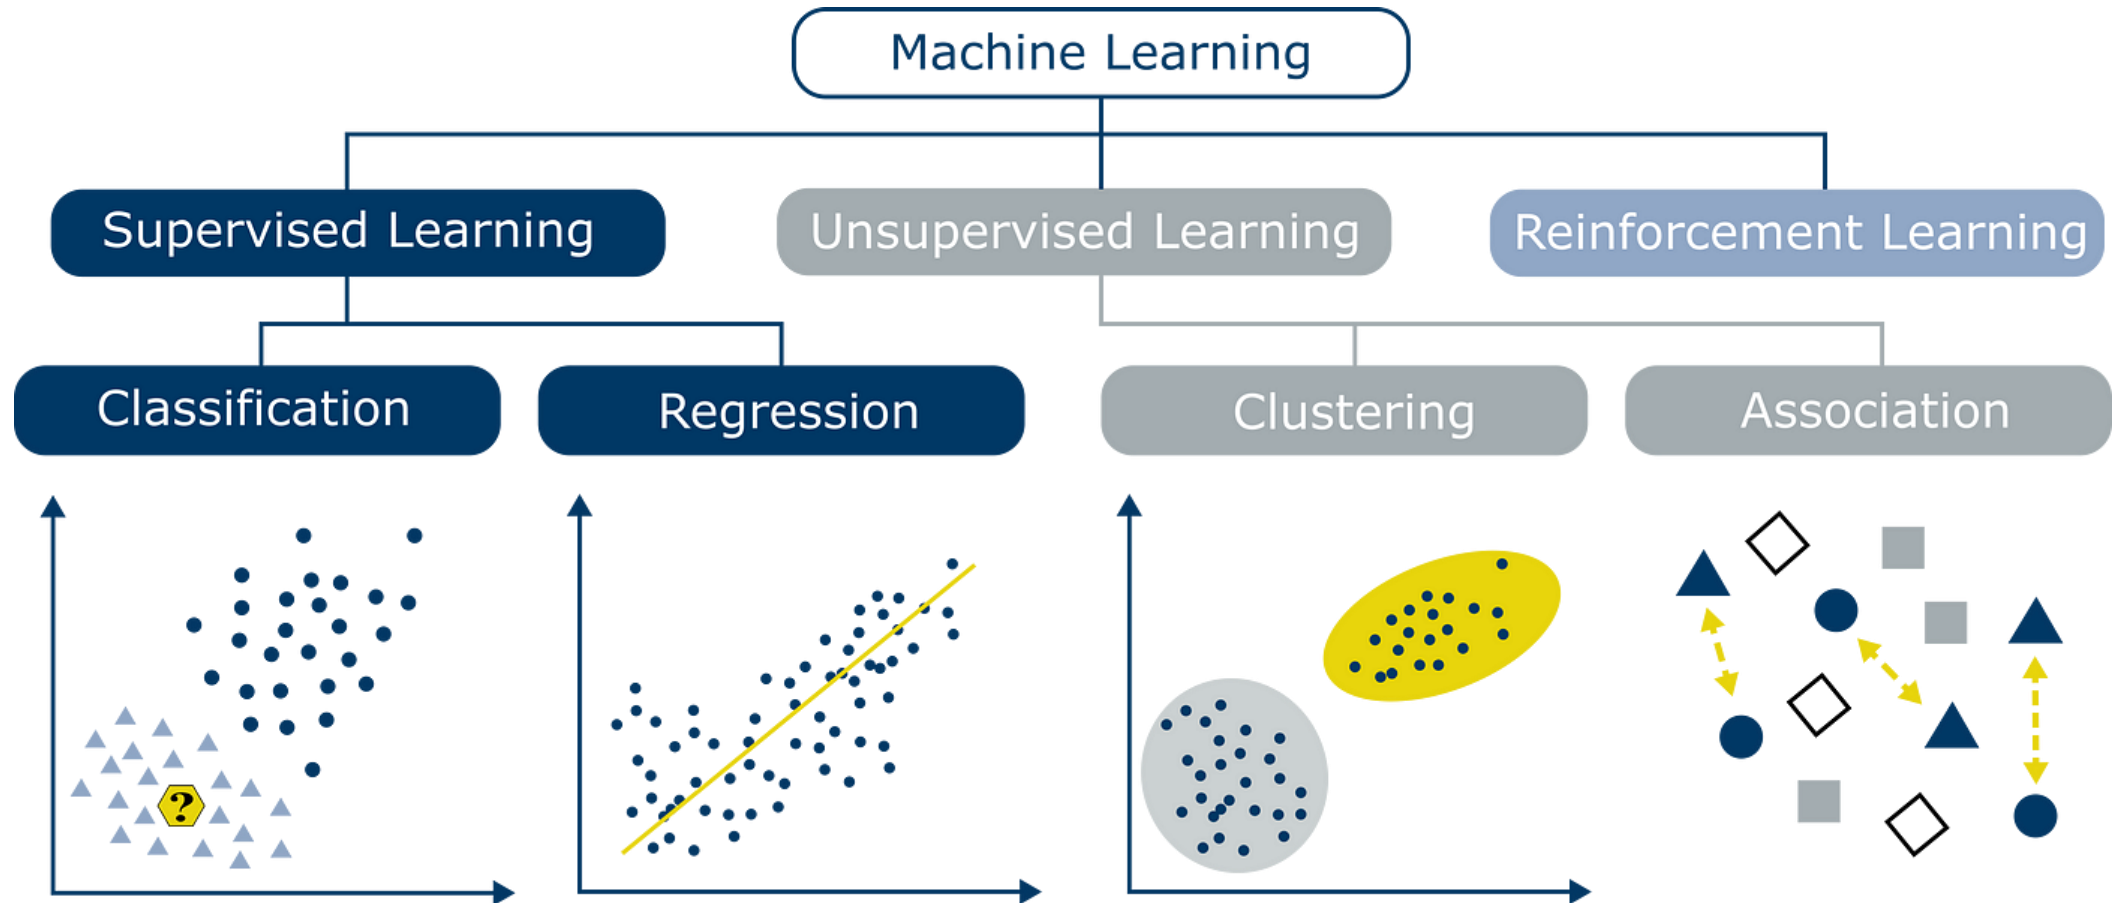 Machine Learning
Supervised Learning
Unsupervised Learning
Reinforcement Learning
Classification
Regression
Clustering
Association
?